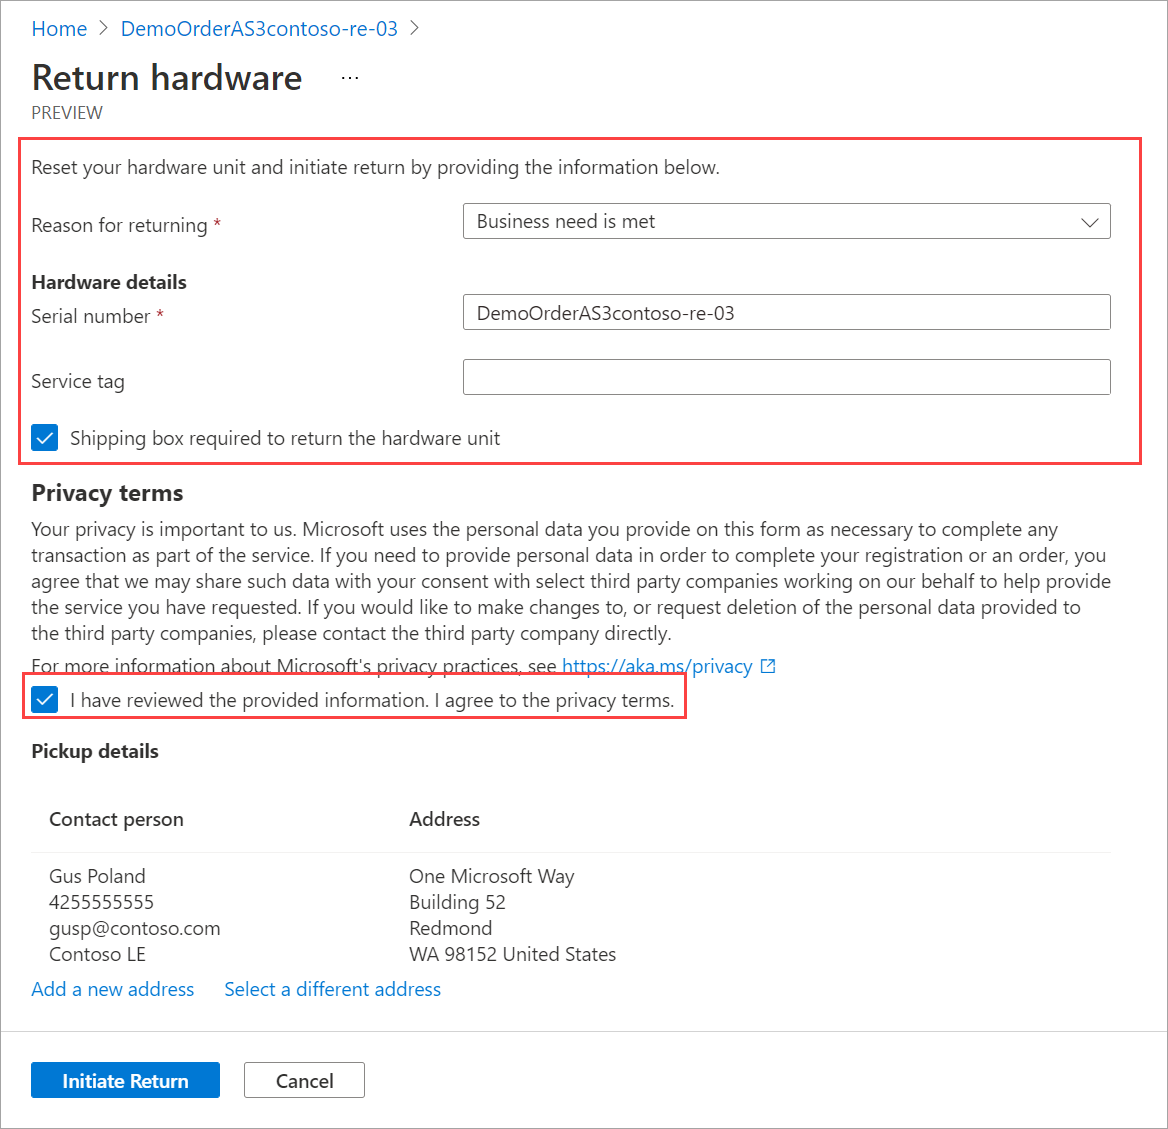 Home > DemoOrderAS3contoso-re-03 >
Return hardware ...
PREVIEW
Reset your hardware unit and initiate return by providing the information below.
Reason for returning * Business need is met
Hardware details
Serial number * DemoOrderAS3contoso-re-03
Service tag
Shipping box required to return the hardware unit
Privacy terms
Your privacy is important to us. Microsoft uses the personal data you provide on this form as necessary to complete any
transaction as part of the service. If you need to provide personal data in order to complete your registration or an order, you
agree that we may share such data with your consent with select third party companies working on our behalf to help provide
the service you have requested. If you would like to make changes to, or request deletion of the personal data provided to
the third party companies, please contact the third party company directly.
For more information about Microsoft's privacy practices, see https://aka.ms/privacy
I have reviewed the provided information. I agree to the privacy terms.
Pickup details
Contact person Address
Gus Poland One Microsoft Way
4255555555 Building 52
gusp@contoso.com Redmond
Contoso LE WA 98152 United States
Add a new address Select a different address
Initiate Return Cancel